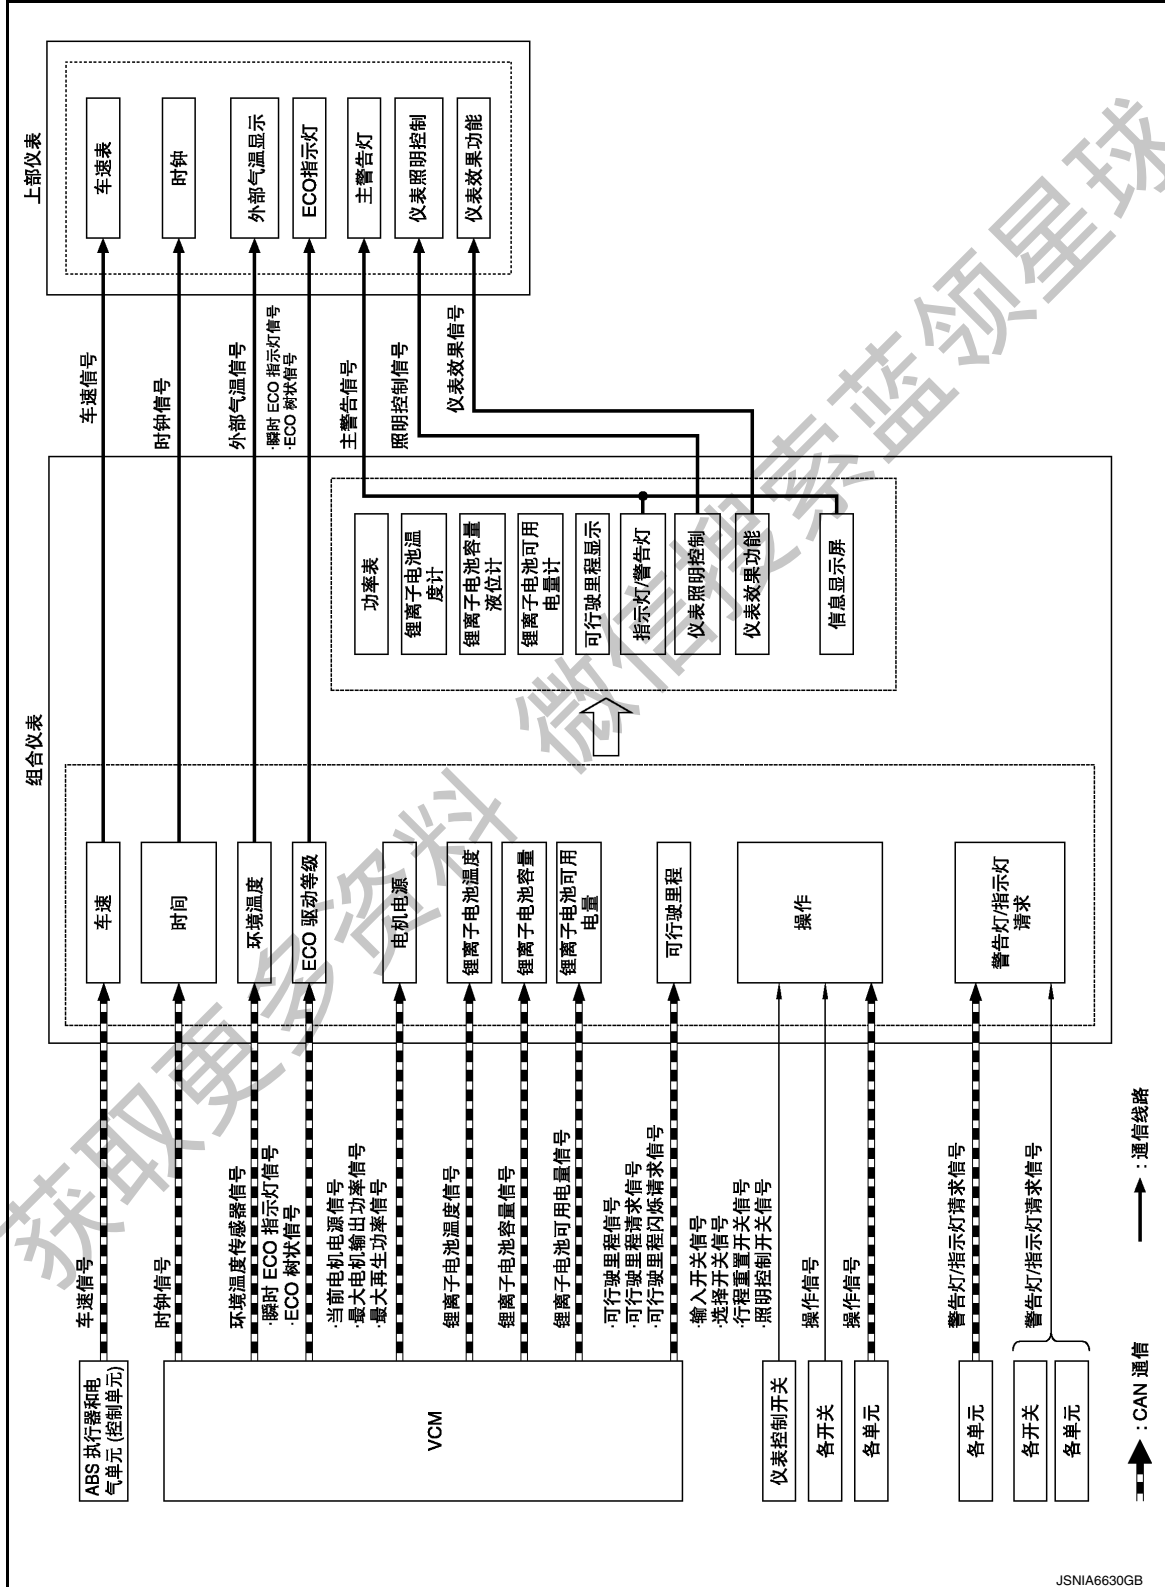 上部仪表
车速表
时钟
外部气温显示
ECO指示灯
主警告灯
仪表照明控制
仪表效果功能
车速信号
时钟信号
外部气温信号
·瞬时 ECO 指示灯信号
·ECO 树状信号
主警告信号
照明控制信号
仪表效果信号
组合仪表
功率表
锂离子电池温
度计
锂离子电池容量
液位计
锂离子电池可用
电量计
可行驶里程显示
指示灯/警告灯
仪表照明控制
仪表效果功能
信息显示屏
车速
时间
环境温度
ECO 驱动等级
电机电源
锂离子电池温度
锂离子电池容量
锂离子电池可用
电量
可行驶里程
操作
警告灯/指示灯
请求
车速信号
时钟信号
环境温度传感器信号
·瞬时 ECO 指示灯信号
·ECO 树状信号
·当前电机电源信号
·最大电机输出功率信号
·最大再生功率信号
锂离子电池温度信号
锂离子电池容量信号
锂离子电池可用电量信号
·可行驶里程信号
·可行驶里程请求信号
·可行驶里程闪烁请求信号
·输入开关信号
·选择开关信号
·行程重置开关信号
·照明控制开关信号
操作信号
操作信号
警告灯/指示灯请求信号
警告灯/指示灯请求信号
ABS 执行器和电
气单元 (控制单元)
VCM
仪表控制开关
各开关
各单元
各单元
各开关
各单元
: CAN 通信
: 通信线路
获取更多资料 微信搜索蓝领星球
JSNIA6630GB